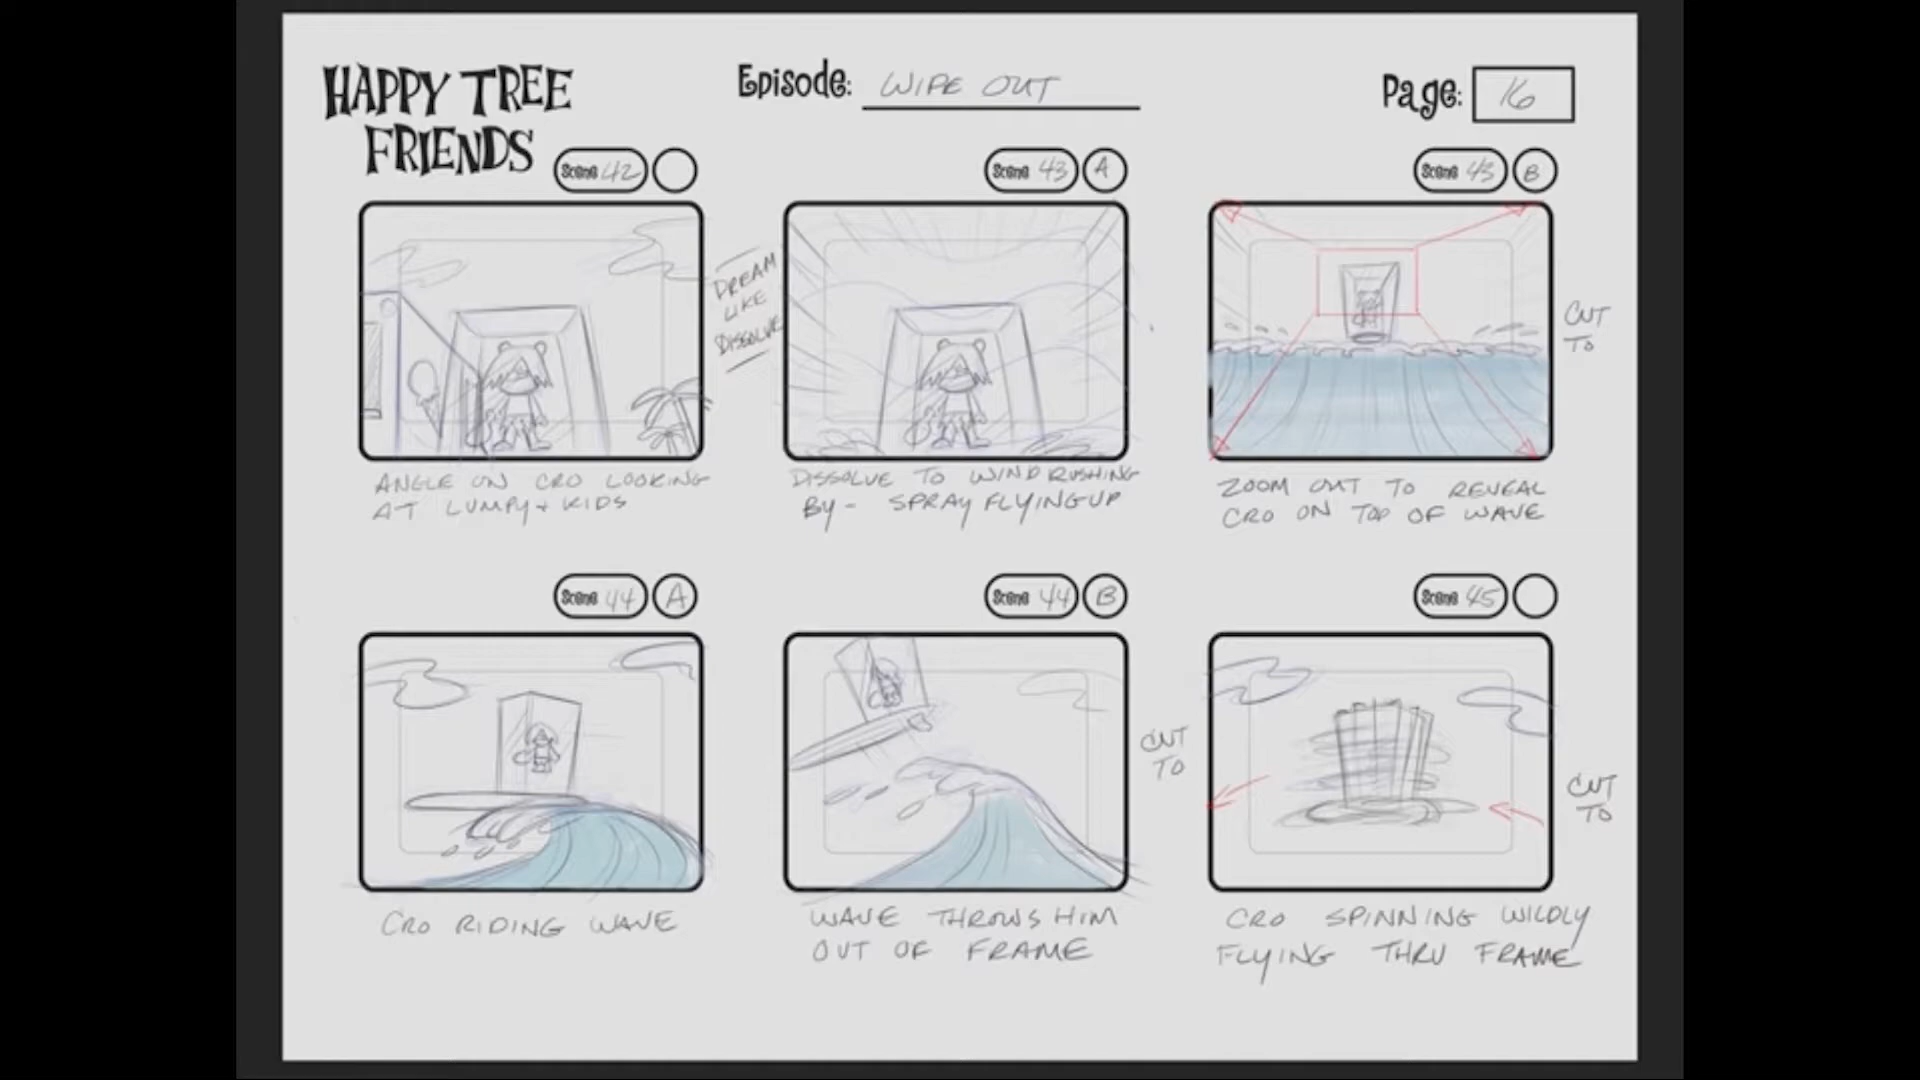 HAPPY TREE
FRIENDS
Episode: WIPE OUT
Page: 16
Scene 42
Scene 43 A
Scene 43 B
DREAM
LIKE
DISSOLVE
CUT
TO
ANGLE ON CRO LOOKING
AT LUMPY + KIDS
DISSOLVE TO WIND RUSHING
BY - SPRAY FLYING UP
ZOOM OUT TO REVEAL
CRO ON TOP OF WAVE
Scene 44 A
Scene 44 B
Scene 45
CUT
TO
CUT
TO
CRO RIDING WAVE
WAVE THROWS HIM
OUT OF FRAME
CRO SPINNING WILDLY
FLYING THRU FRAME